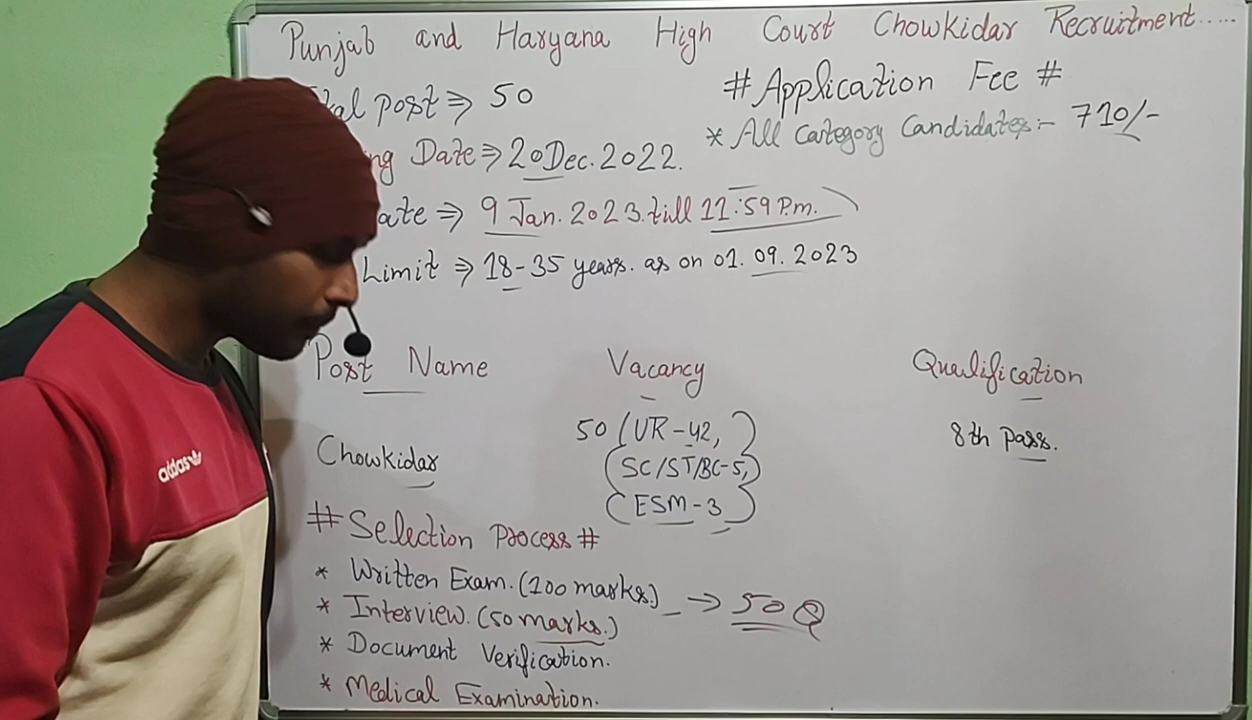 Punjab and Haryana High Court Chowkidar Recruitment.....
tal post ⇒ 50
# Application Fee #
* All Category Candidates:- 710/-
ng Date ⇒ 20 Dec. 2022.
ate ⇒ 9 Jan. 2023. till 11:59 P.m.
Limit ⇒ 18-35 years. as on 01. 09. 2023
Post Name Vacancy Qualification
Chowkidar 50 (UR-42, 8th Pass.
SC/ST/BC-5,
ESM-3)
# Selection Process #
* Written Exam. (100 marks.) → 50 Q
* Interview. (50 marks.)
* Document Verification.
* Medical Examination.
adidas